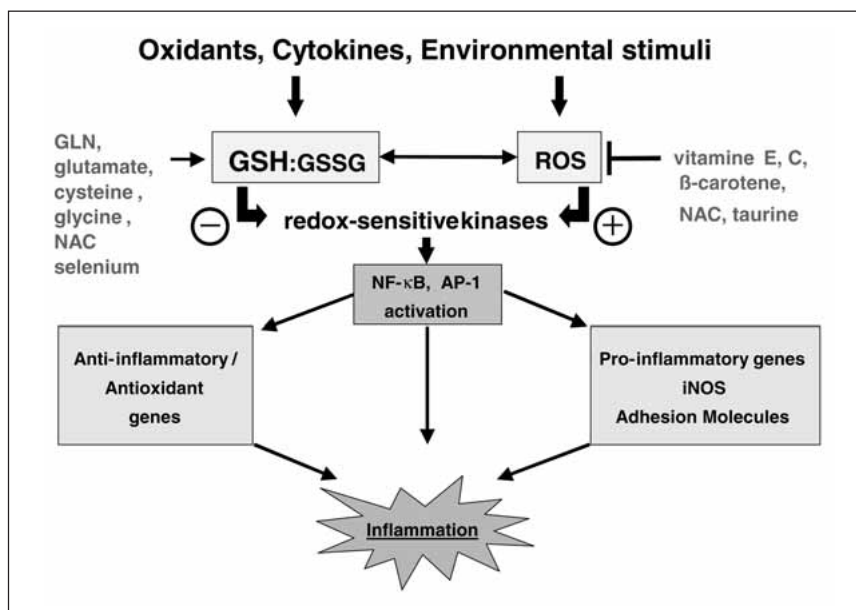 Oxidants, Cytokines, Environmental stimuli
GLN,
glutamate,
cysteine ,
glycine ,
NAC
selenium
GSH:GSSG
ROS
vitamine E, C,
ß-carotene,
NAC, taurine
−
redox-sensitivekinases
+
NF-κB, AP-1
activation
Anti-inflammatory /
Antioxidant
genes
Pro-inflammatory genes
iNOS
Adhesion Molecules
Inflammation